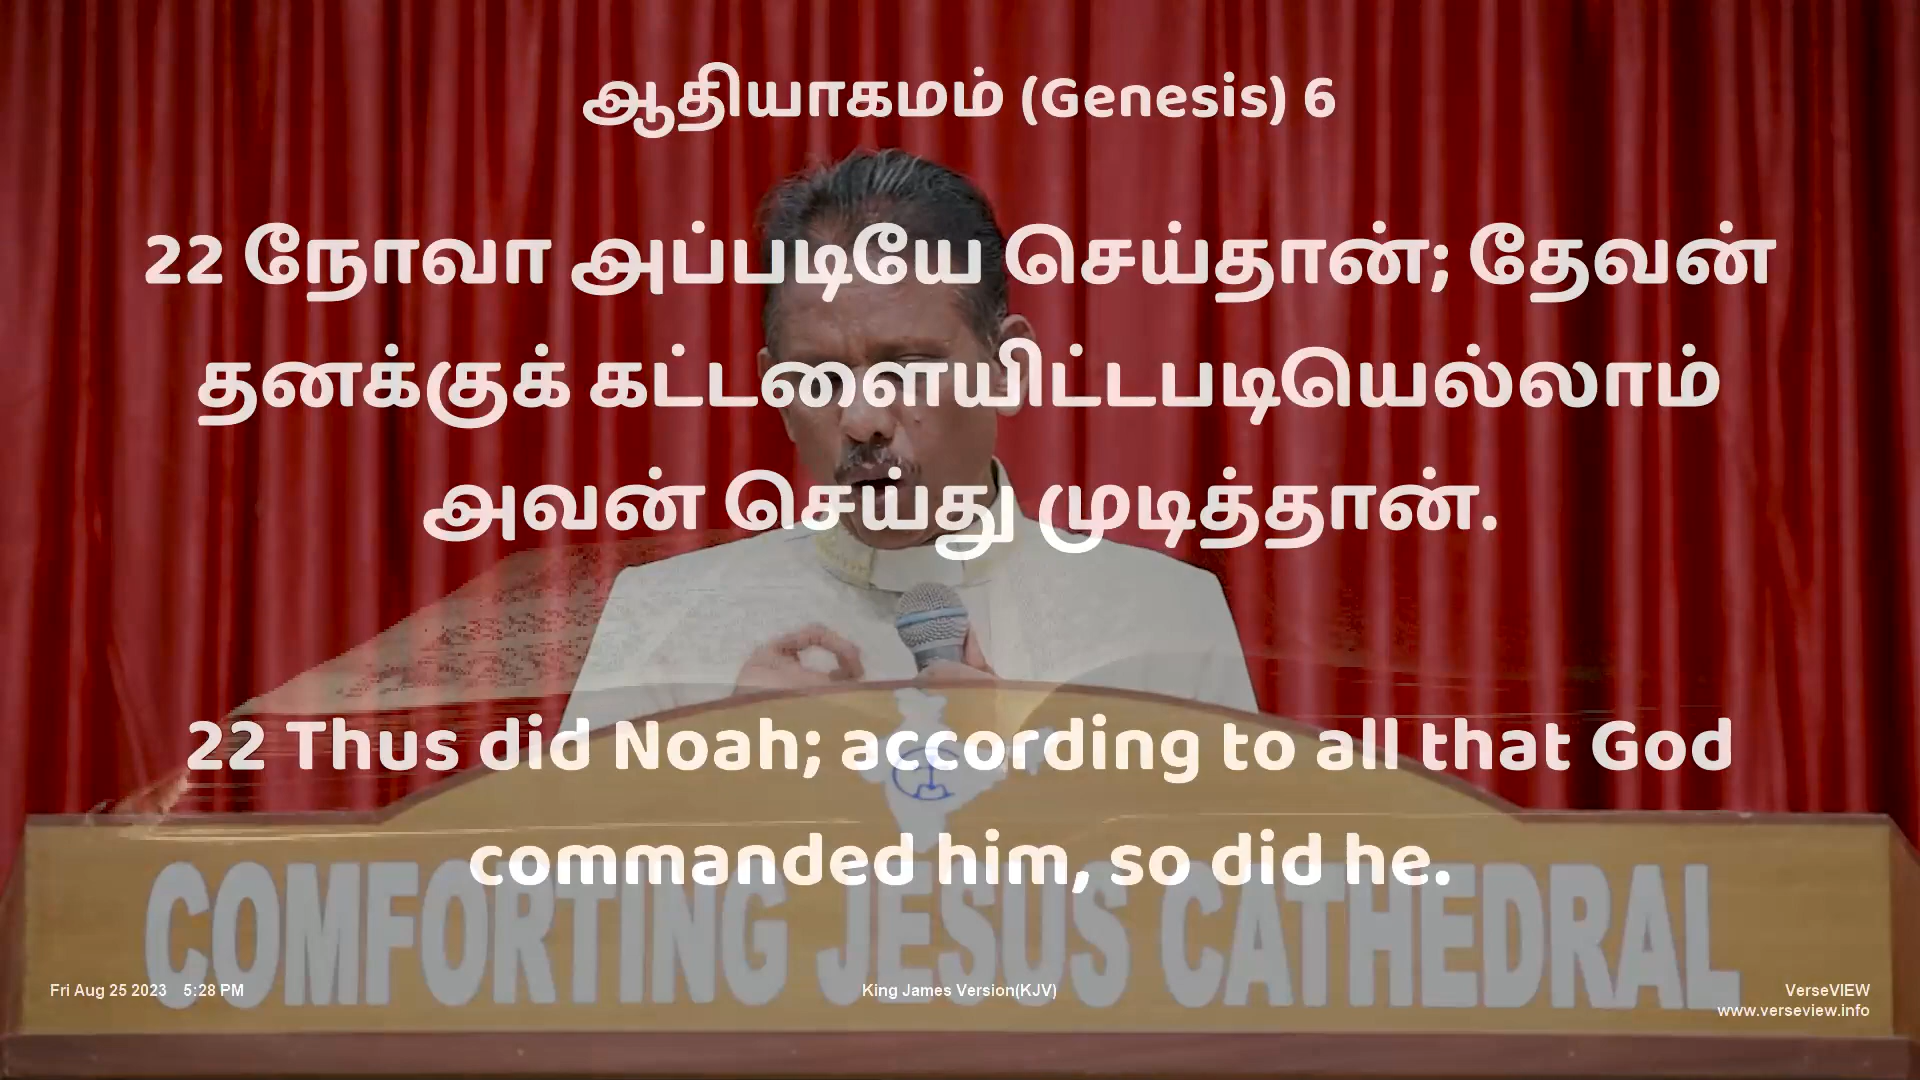 ஆதியாகமம் (Genesis) 6
22 நோவா அப்படியே செய்தான்; தேவன்
தனக்குக் கட்டளையிட்டபடியெல்லாம்
அவன் செய்து முடித்தான்.
22 Thus did Noah; according to all that God
commanded him, so did he.
COMFORTING JESUS CATHEDRAL
Fri Aug 25 2023 5:28 PM
King James Version(KJV)
VerseVIEW
www.verseview.info